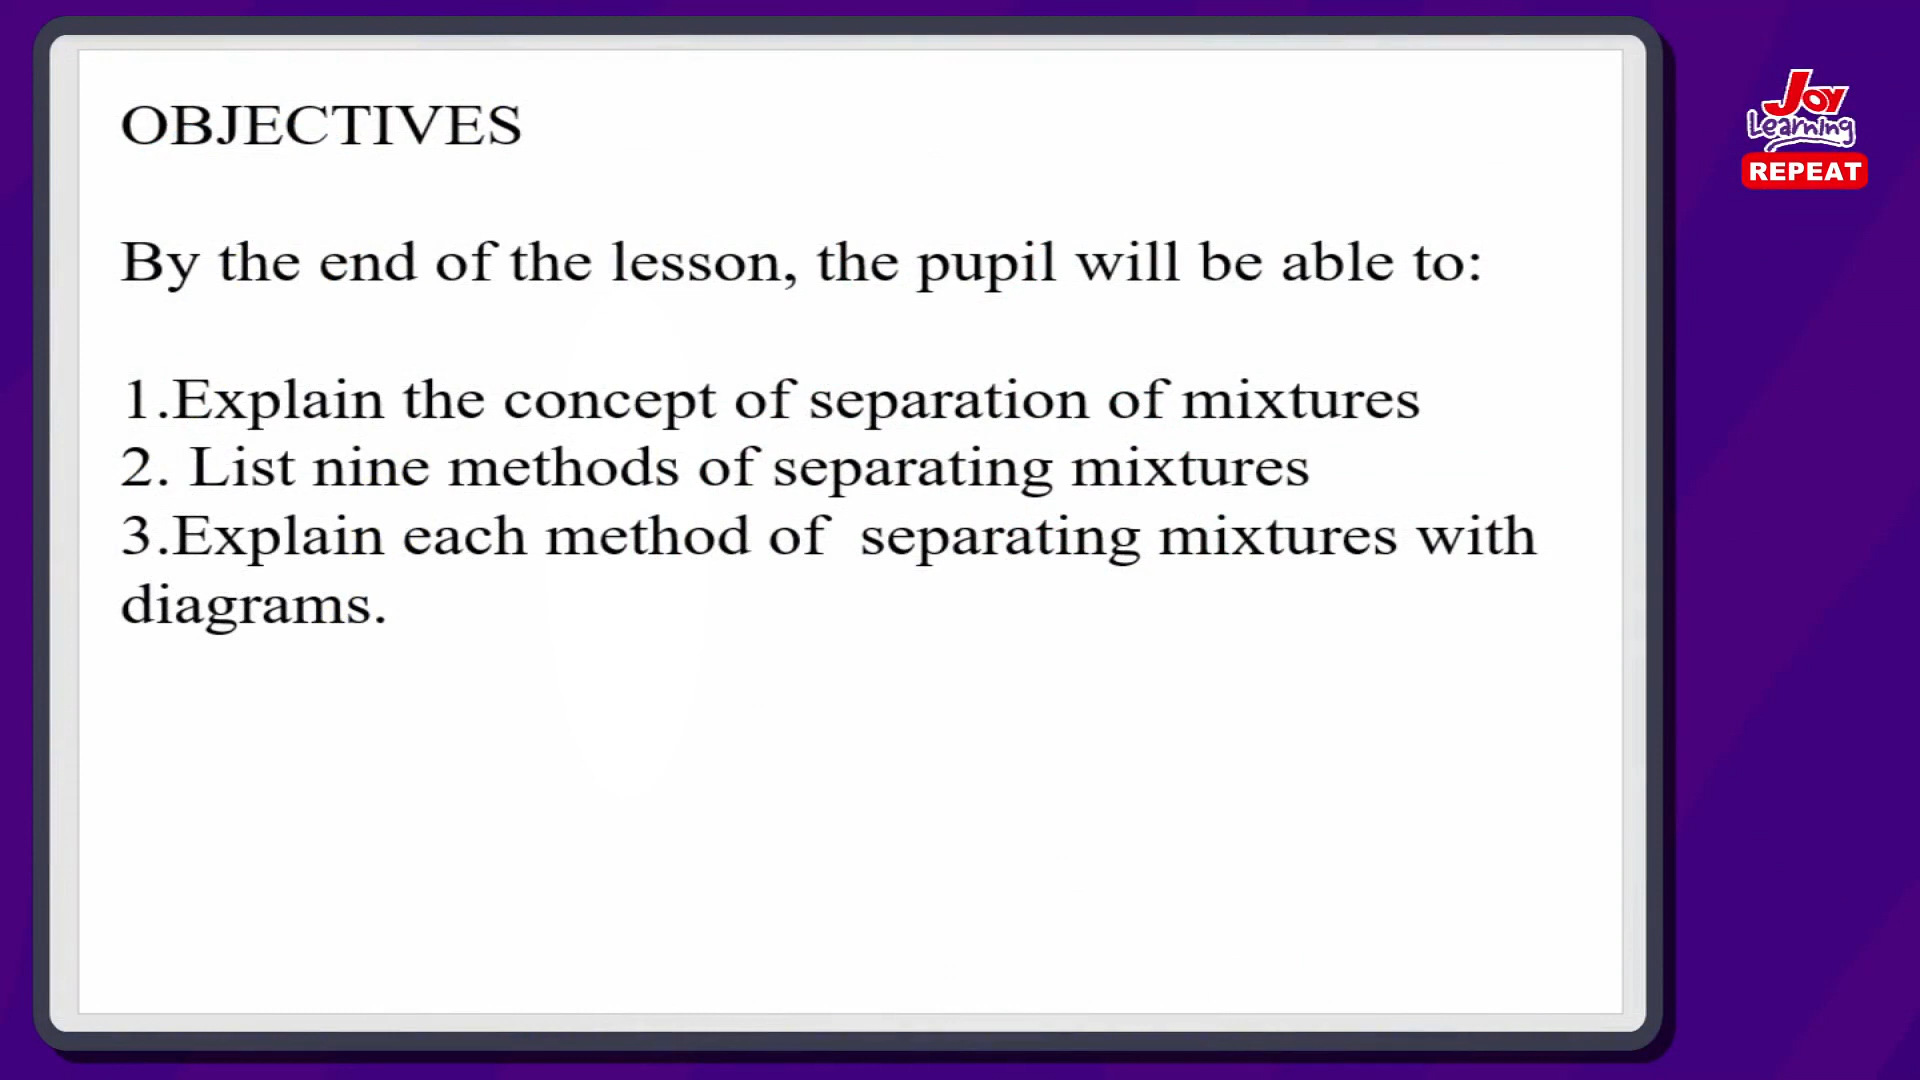 OBJECTIVES
By the end of the lesson, the pupil will be able to:
1.Explain the concept of separation of mixtures
2. List nine methods of separating mixtures
3.Explain each method of  separating mixtures with
diagrams.
Joy
Learning
REPEAT